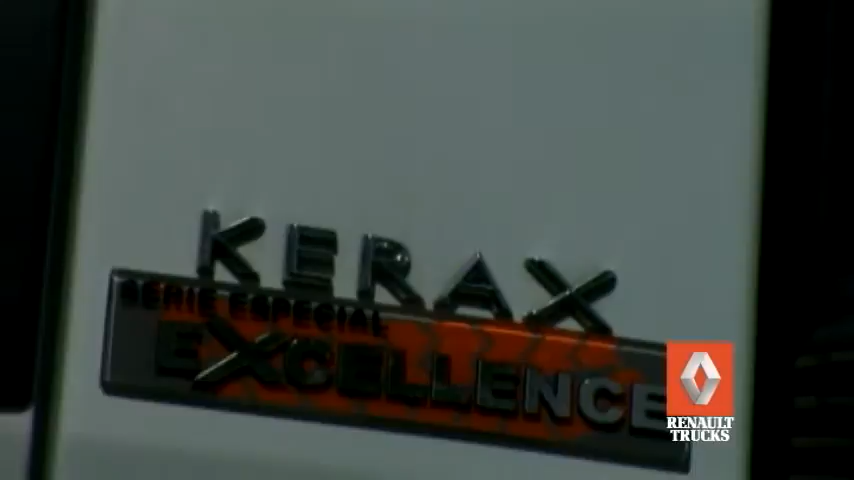 KERAX
SERIE ESPECIAL
EXCELLENCE
RENAULT
TRUCKS